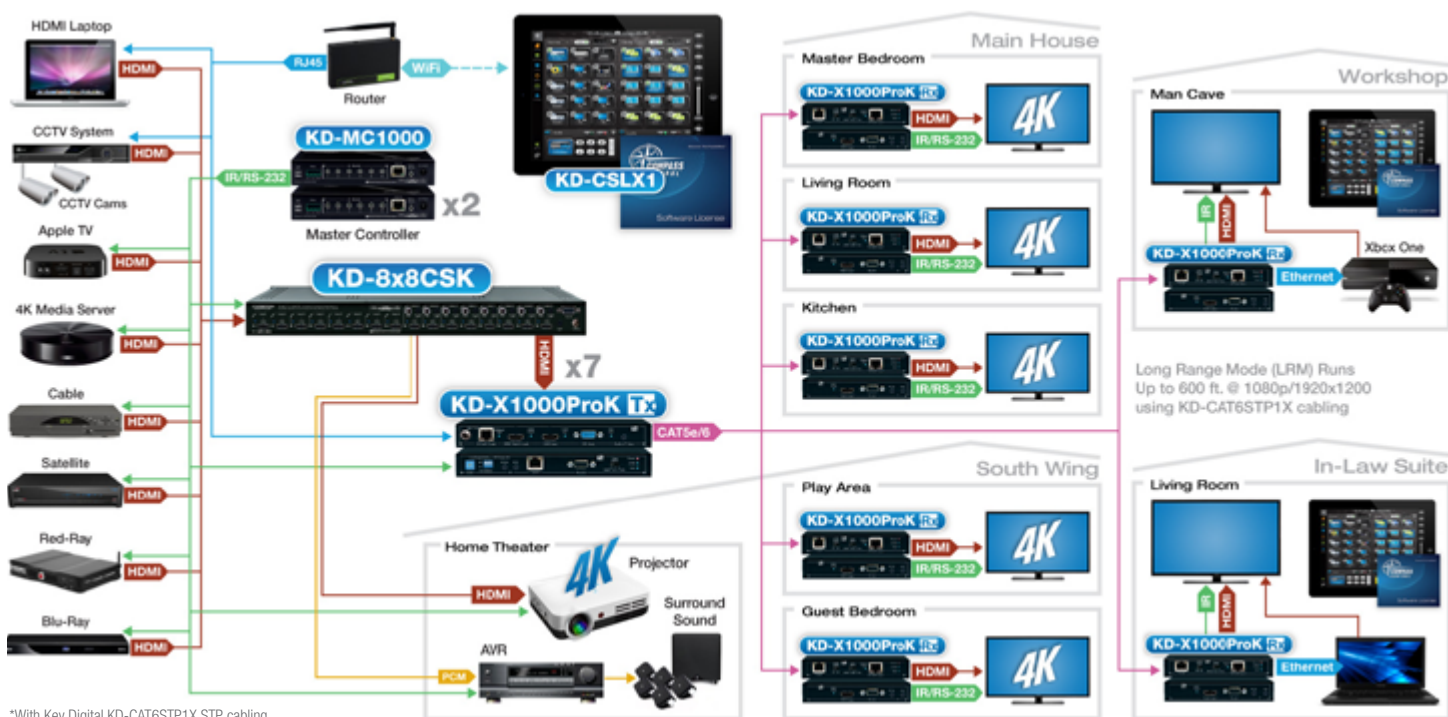 HDMI Laptop
HDMI
CCTV System
HDMI
CCTV Cams
Apple TV
HDMI
4K Media Server
HDMI
Cable
HDMI
Satellite
HDMI
Red-Ray
HDMI
Blu-Ray
HDMI
*With Key Digital KD-CAT6STP1X STP cabling
RJ45
WiFi
Router
KD-MC1000
IR/RS-232
x2
Master Controller
COMPASS
Software License
KD-CSLX1
KD-8x8CSK
HDMI
x7
KD-X1000ProK Tx
CAT5e/6
Home Theater
HDMI
4K
Projector
Surround
Sound
AVR
PCM
Main House
Master Bedroom
KD-X1000ProK Rx
HDMI
IR/RS-232
4K
Living Room
KD-X1000ProK Rx
HDMI
IR/RS-232
4K
Kitchen
KD-X1000ProK Rx
HDMI
IR/RS-232
4K
South Wing
Play Area
KD-X1000ProK Rx
HDMI
IR/RS-232
4K
Guest Bedroom
KD-X1000ProK Rx
HDMI
IR/RS-232
4K
Workshop
Man Cave
IR
HDMI
KD-X1000ProK Rx
Ethernet
Xbox One
Long Range Mode (LRM) Runs
Up to 600 ft. @ 1080p/1920x1200
using KD-CAT6STP1X cabling
In-Law Suite
Living Room
IR
HDMI
KD-X1000ProK Rx
Ethernet